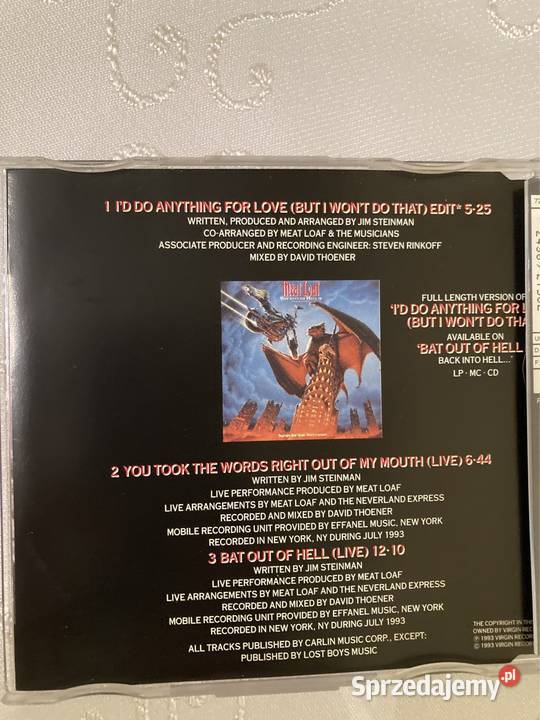 1 I'D DO ANYTHING FOR LOVE (BUT I WON'T DO THAT) EDIT* 5·25
WRITTEN, PRODUCED AND ARRANGED BY JIM STEINMAN
CO-ARRANGED BY MEAT LOAF & THE MUSICIANS
ASSOCIATE PRODUCER AND RECORDING ENGINEER: STEVEN RINKOFF
MIXED BY DAVID THOENER
Meat Loaf
FULL LENGTH VERSION OF
'I'D DO ANYTHING FOR
(BUT I WON'T DO THA
AVAILABLE ON
'BAT OUT OF HELL
BACK INTO HELL...'
LP · MC · CD
2 YOU TOOK THE WORDS RIGHT OUT OF MY MOUTH (LIVE) 6·44
WRITTEN BY JIM STEINMAN
LIVE PERFORMANCE PRODUCED BY MEAT LOAF
LIVE ARRANGEMENTS BY MEAT LOAF AND THE NEVERLAND EXPRESS
RECORDED AND MIXED BY DAVID THOENER
MOBILE RECORDING UNIT PROVIDED BY EFFANEL MUSIC, NEW YORK
RECORDED IN NEW YORK, NY DURING JULY 1993
3 BAT OUT OF HELL (LIVE) 12·10
WRITTEN BY JIM STEINMAN
LIVE PERFORMANCE PRODUCED BY MEAT LOAF
LIVE ARRANGEMENTS BY MEAT LOAF AND THE NEVERLAND EXPRESS
RECORDED AND MIXED BY DAVID THOENER
MOBILE RECORDING UNIT PROVIDED BY EFFANEL MUSIC, NEW YORK
RECORDED IN NEW YORK, NY DURING JULY 1993
ALL TRACKS PUBLISHED BY CARLIN MUSIC CORP., EXCEPT:
PUBLISHED BY LOST BOYS MUSIC
THE COPYRIGHT IN THIS
OWNED BY VIRGIN REC
℗ 1993 VIRGIN RECOR
© 1993 VIRGIN RECOR
Sprzedajemy.pl